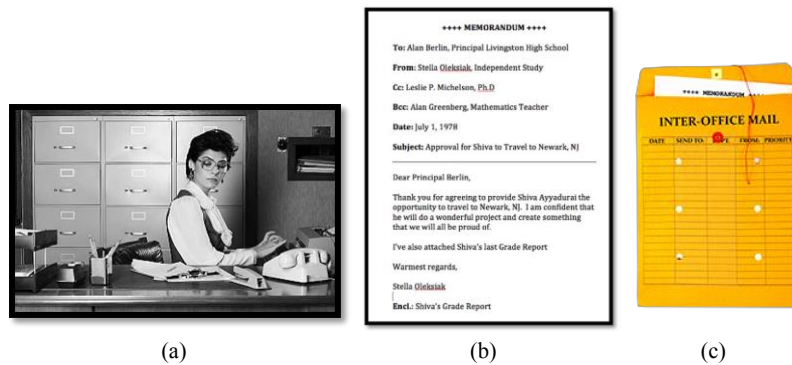 ++++ MEMORANDUM ++++
To: Alan Berlin, Principal Livingston High School
From: Stella Oleksiak, Independent Study
Cc: Leslie P. Michelson, Ph.D
Bcc: Alan Greenberg, Mathematics Teacher
Date: July 1, 1978
Subject: Approval for Shiva to Travel to Newark, NJ
Dear Principal Berlin,
Thank you for agreeing to provide Shiva Ayyadurai the
opportunity to travel to Newark, NJ.  I am confident that
he will do a wonderful project and create something
that we will all be proud of.
I've also attached Shiva's last Grade Report
Warmest regards,
Stella Oleksiak
Encl.: Shiva's Grade Report
++++ MEMORANDUM ++++
INTER-OFFICE MAIL
DATE SEND TO: FROM: PRIORITY
(a) (b) (c)